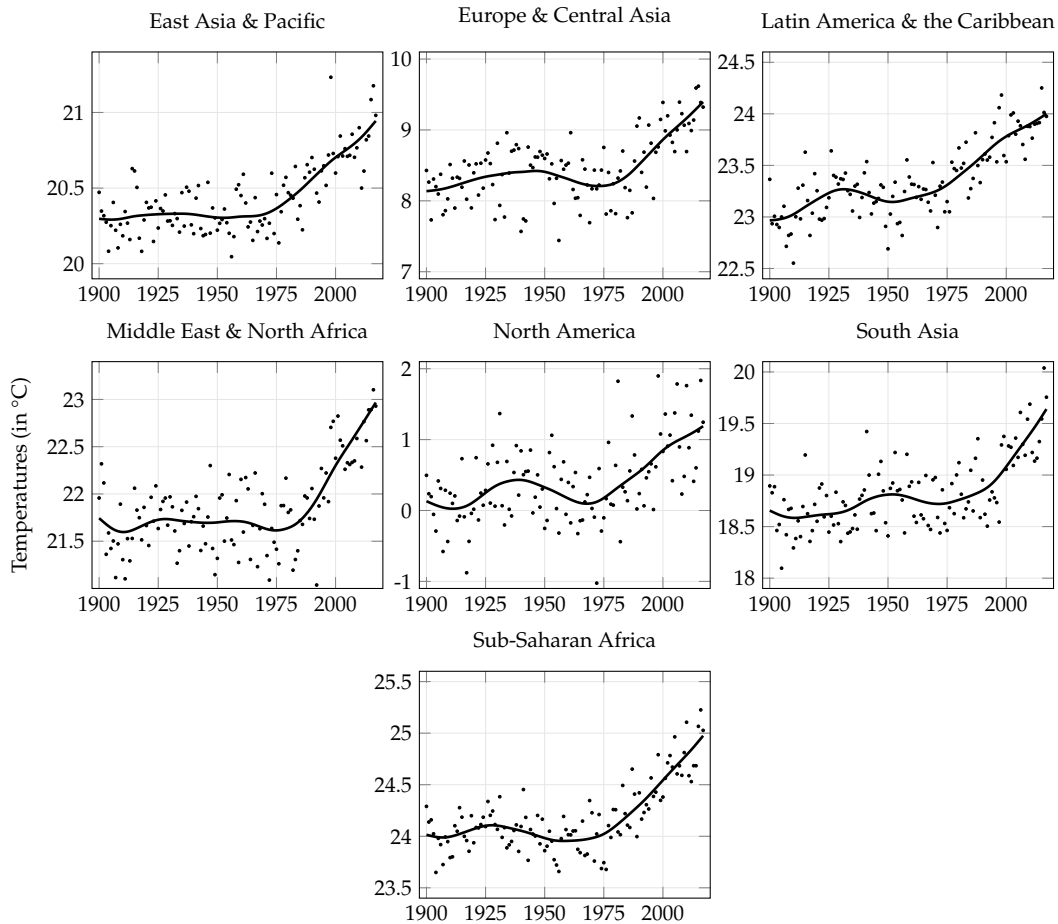 East Asia & Pacific
Europe & Central Asia
Latin America & the Caribbean
21
20.5
20
1900 1925 1950 1975 2000
10
9
8
7
1900 1925 1950 1975 2000
24.5
24
23.5
23
22.5
1900 1925 1950 1975 2000
Middle East & North Africa
North America
South Asia
Temperatures (in °C)
23
22.5
22
21.5
1900 1925 1950 1975 2000
2
1
0
-1
1900 1925 1950 1975 2000
20
19.5
19
18.5
18
1900 1925 1950 1975 2000
Sub-Saharan Africa
25.5
25
24.5
24
23.5
1900 1925 1950 1975 2000